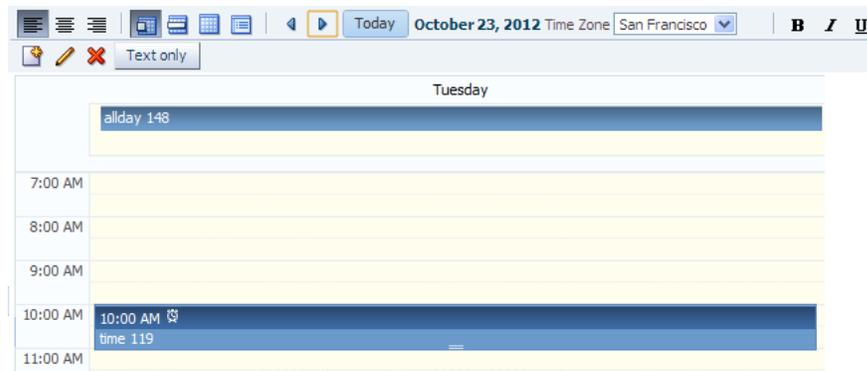 Today October 23, 2012 Time Zone San Francisco B I U
Text only
Tuesday
allday 148
7:00 AM
8:00 AM
9:00 AM
10:00 AM 10:00 AM
time 119
11:00 AM